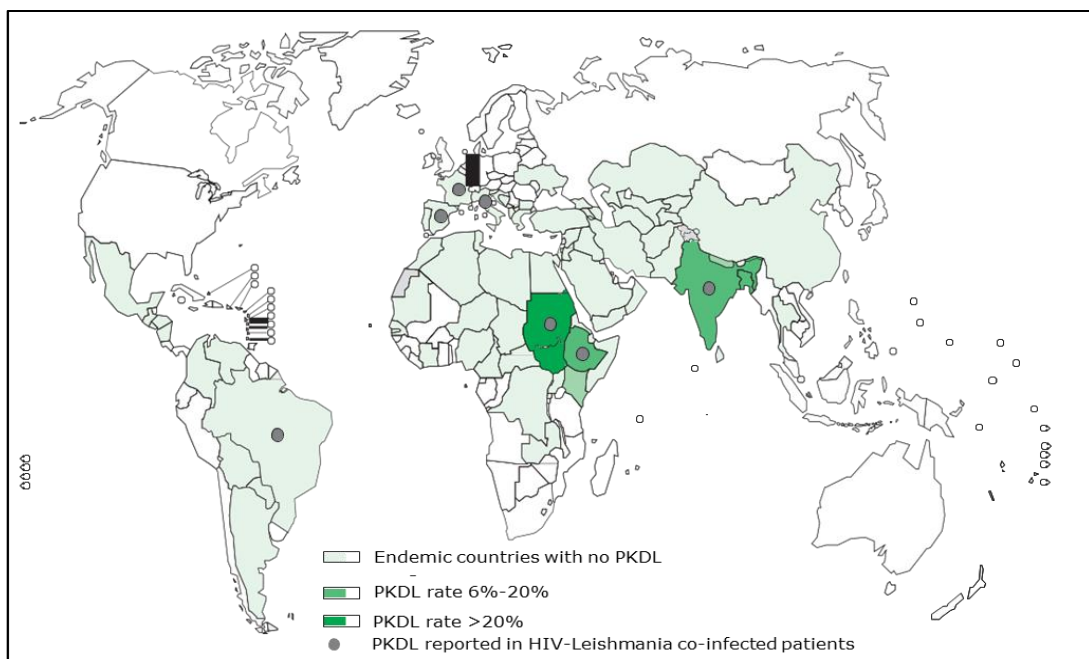 Endemic countries with no PKDL
PKDL rate 6%-20%
PKDL rate >20%
PKDL reported in HIV-Leishmania co-infected patients